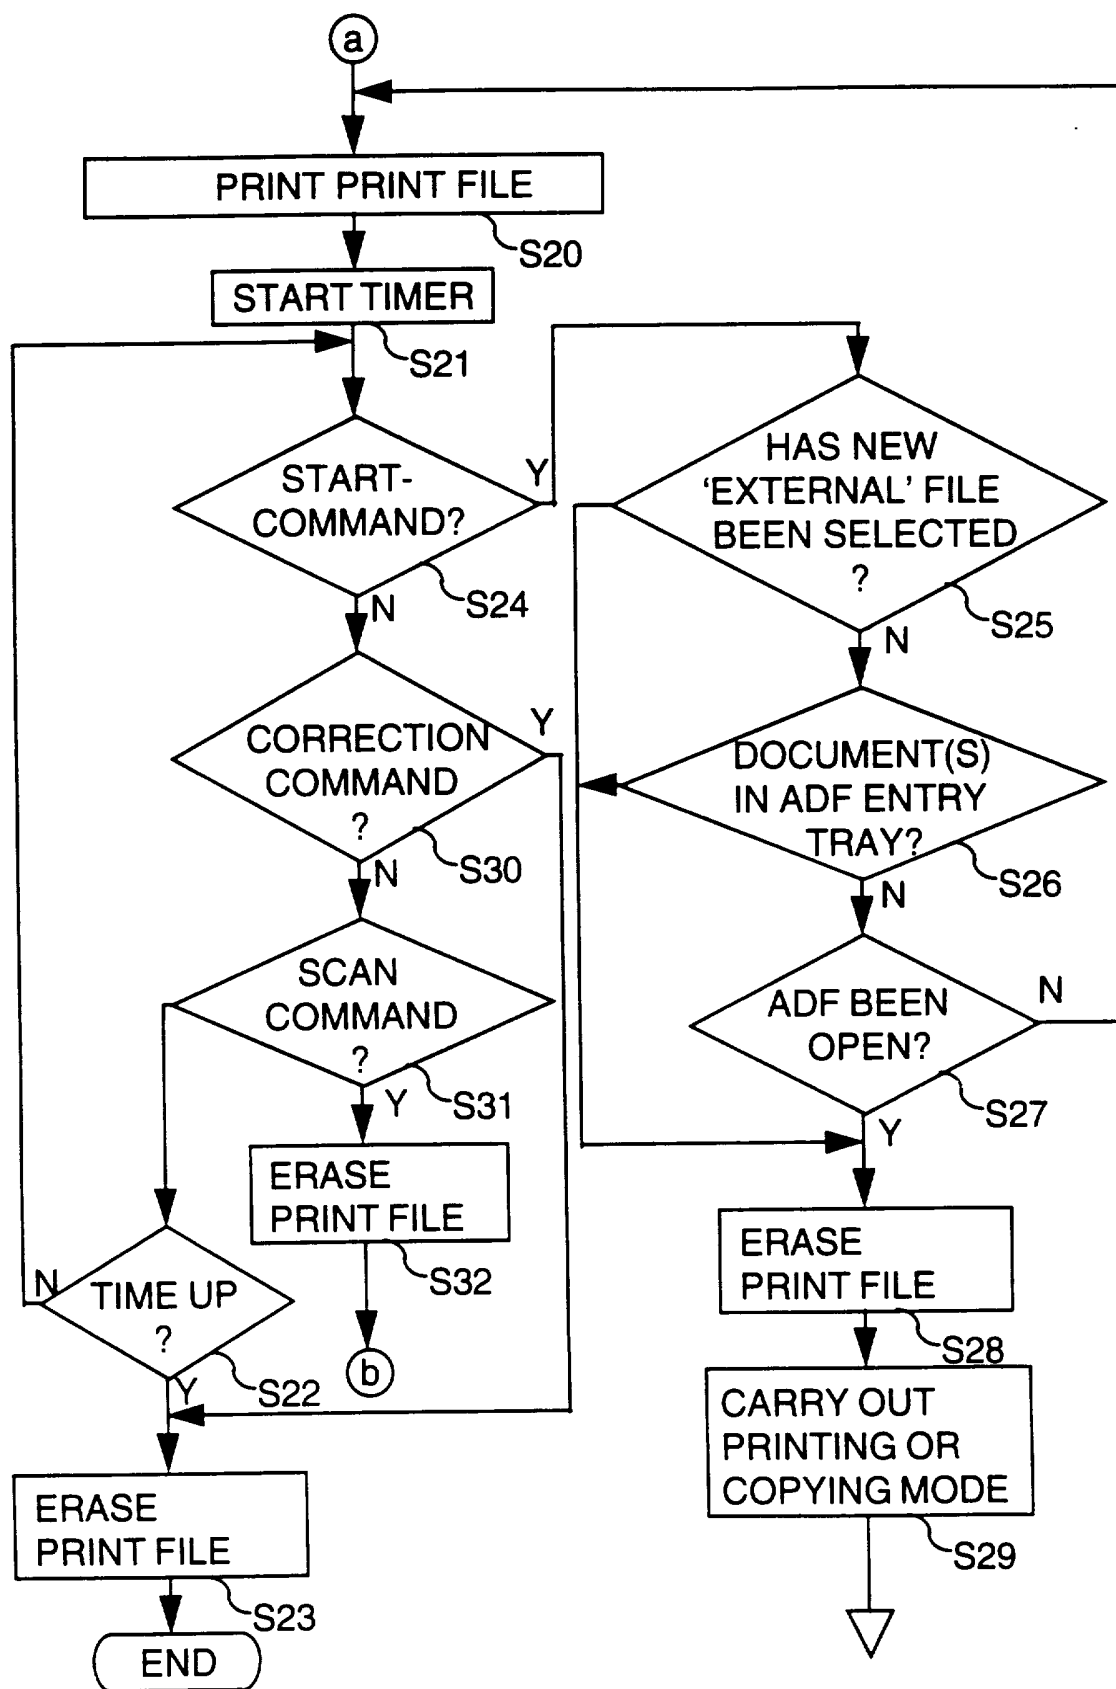 a
PRINT PRINT FILE
S20
START TIMER
S21
START-
COMMAND?
Y
S24
N
HAS NEW
‘EXTERNAL’ FILE
BEEN SELECTED
?
S25
N
CORRECTION
COMMAND
?
Y
S30
N
DOCUMENT(S)
IN ADF ENTRY
TRAY?
S26
N
SCAN
COMMAND
?
S31
Y
ADF BEEN
OPEN?
N
S27
Y
ERASE
PRINT FILE
S32
b
TIME UP
?
N
S22
Y
ERASE
PRINT FILE
S28
CARRY OUT
PRINTING OR
COPYING MODE
S29
ERASE
PRINT FILE
S23
END